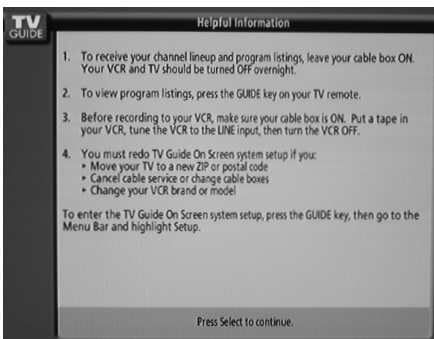 TV
GUIDE
Helpful Information
1. To receive your channel lineup and program listings, leave your cable box ON.
Your VCR and TV should be turned OFF overnight.
2. To view program listings, press the GUIDE key on your TV remote.
3. Before recording to your VCR, make sure your cable box is ON. Put a tape in
your VCR, tune the VCR to the LINE input, then turn the VCR OFF.
4. You must redo TV Guide On Screen system setup if you:
▸ Move your TV to a new ZIP or postal code
▸ Cancel cable service or change cable boxes
▸ Change your VCR brand or model
To enter the TV Guide On Screen system setup, press the GUIDE key, then go to the
Menu Bar and highlight Setup.
Press Select to continue.